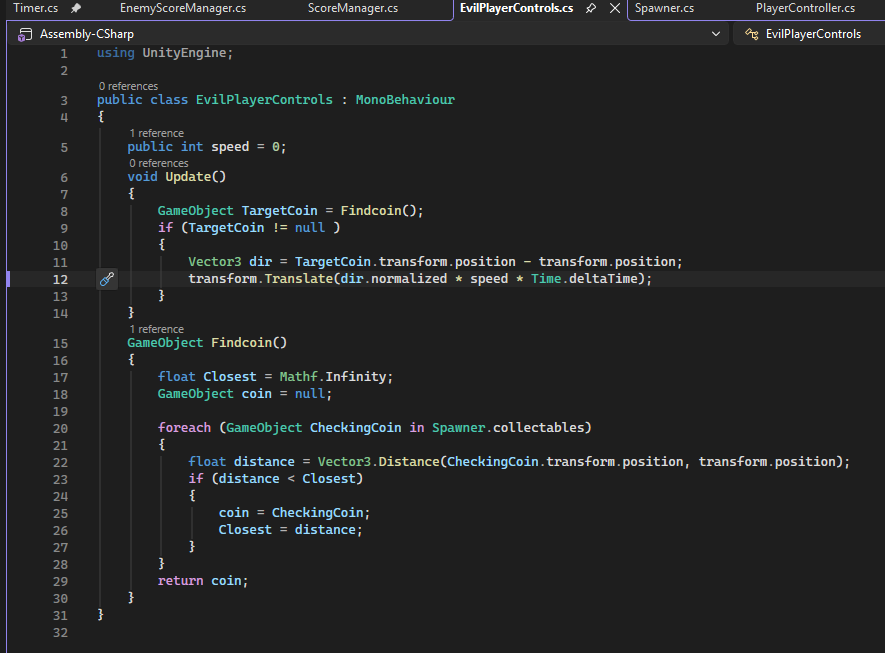 Timer.cs EnemyScoreManager.cs ScoreManager.cs EvilPlayerControls.cs Spawner.cs PlayerController.cs
Assembly-CSharp EvilPlayerControls
1 using UnityEngine;
2
0 references
3 public class EvilPlayerControls : MonoBehaviour
4 {
1 reference
5 public int speed = 0;
0 references
6 void Update()
7 {
8 GameObject TargetCoin = Findcoin();
9 if (TargetCoin != null )
10 {
11 Vector3 dir = TargetCoin.transform.position - transform.position;
12 transform.Translate(dir.normalized * speed * Time.deltaTime);
13 }
14 }
1 reference
15 GameObject Findcoin()
16 {
17 float Closest = Mathf.Infinity;
18 GameObject coin = null;
19
20 foreach (GameObject CheckingCoin in Spawner.collectables)
21 {
22 float distance = Vector3.Distance(CheckingCoin.transform.position, transform.position);
23 if (distance < Closest)
24 {
25 coin = CheckingCoin;
26 Closest = distance;
27 }
28 }
29 return coin;
30 }
31 }
32